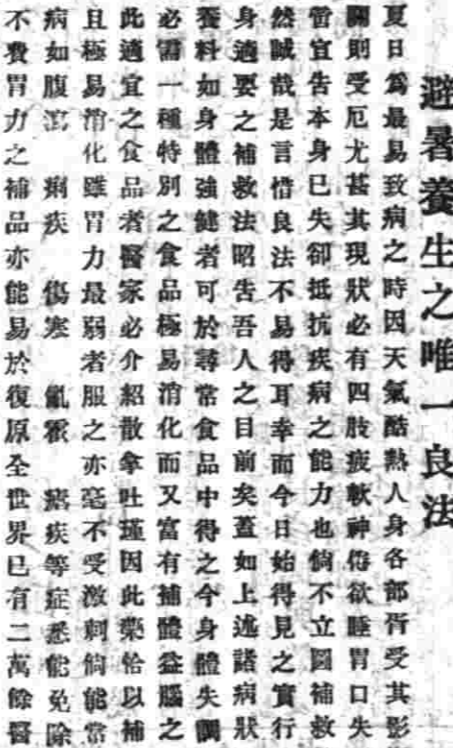 避暑養生之唯一良法
夏日為最易致病之時因天氣酷熱人身各部胥受其影
關則受厄尤甚其現狀必有四肢疲軟神倦欲睡胃口失
嘗宜告本身已失卻抵抗疾病之能力也倘不立圖補救
然誠哉是言惜良法不易得耳幸而今日始得見之實行
身適要之補救法昭告吾人之目前矣蓋如上述諸病狀
養料如身體強健者可於尋常食品中得之今身體失調
必需一種特別之食品極易消化而又富有補體益腦之
此適宜之食品者醫家必介紹散拿吐瑾因此藥恰以補
且極易消化雖胃力最弱者服之亦毫不受激刺倘能常
病如腹瀉 痢疾 傷寒 亂霍 瘧疾等症悉能免除
不費胃力之補品亦能易於復原全世界已有二萬餘醫